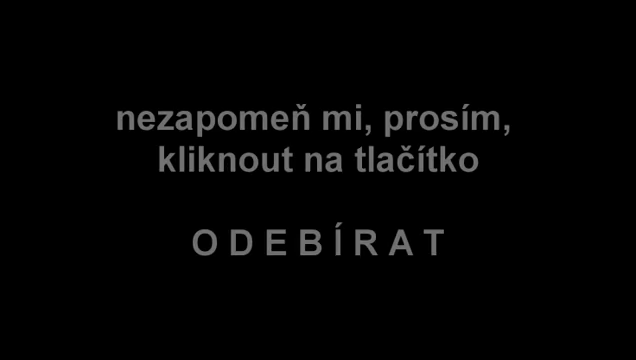 nezapomeň mi, prosím,
kliknout na tlačítko
O D E B Í R A T